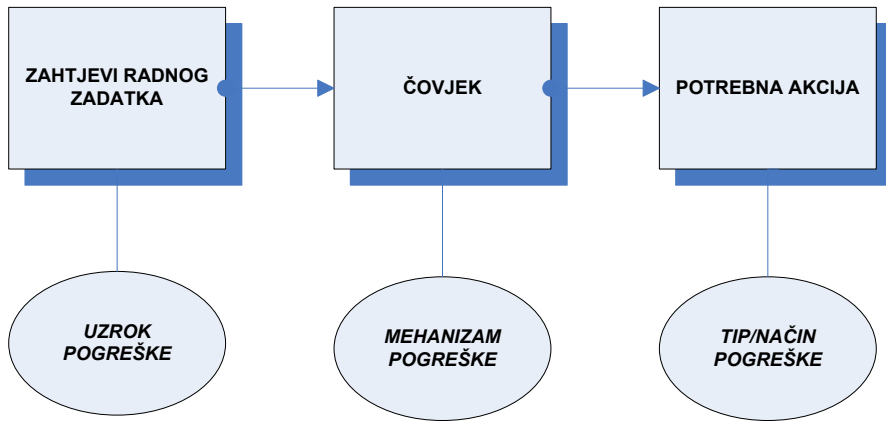 ZAHTJEVI RADNOG
ZADATKA
ČOVJEK
POTREBNA AKCIJA
UZROK
POGREŠKE
MEHANIZAM
POGREŠKE
TIP/NAČIN
POGREŠKE